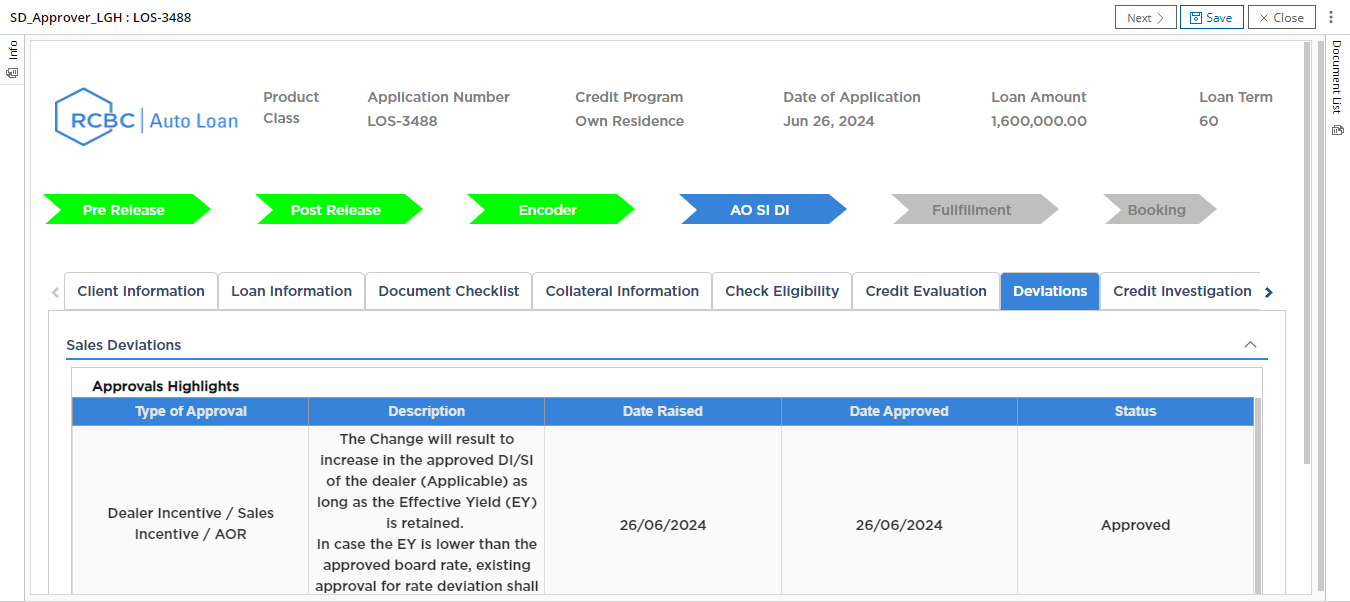 SD_Approver_LGH : LOS-3488
Next
Save
Close
Info
Document List
RCBC Auto Loan
Product Class
Application Number
LOS-3488
Credit Program
Own Residence
Date of Application
Jun 26, 2024
Loan Amount
1,600,000.00
Loan Term
60
Pre Release
Post Release
Encoder
AO SI DI
Fullfillment
Booking
Client Information
Loan Information
Document Checklist
Collateral Information
Check Eligibility
Credit Evaluation
Deviations
Credit Investigation
Sales Deviations
Approvals Highlights
Type of Approval
Description
Date Raised
Date Approved
Status
Dealer Incentive / Sales
Incentive / AOR
The Change will result to
increase in the approved DI/SI
of the dealer (Applicable) as
long as the Effective Yield (EY)
is retained.
In case the EY is lower than the
approved board rate, existing
approval for rate deviation shall
26/06/2024
26/06/2024
Approved